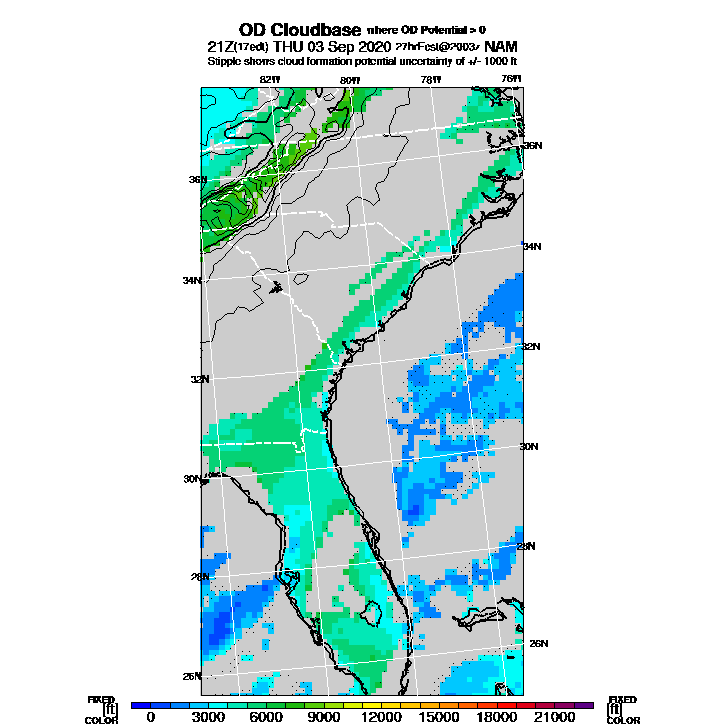 OD Cloudbase where OD Potential > 0
21Z(17edt) THU 03 Sep 2020 27hrFcst@2003z NAM
Stipple shows cloud formation potential uncertainty of +/- 1000 ft
82W 80W 78W 76W
36N
36N
34N
34N
32N
32N
30N
30N
28N
28N
26N
26N
FIXED FIXED
[ft] 0 3000 6000 9000 12000 15000 18000 21000 [ft]
COLOR COLOR